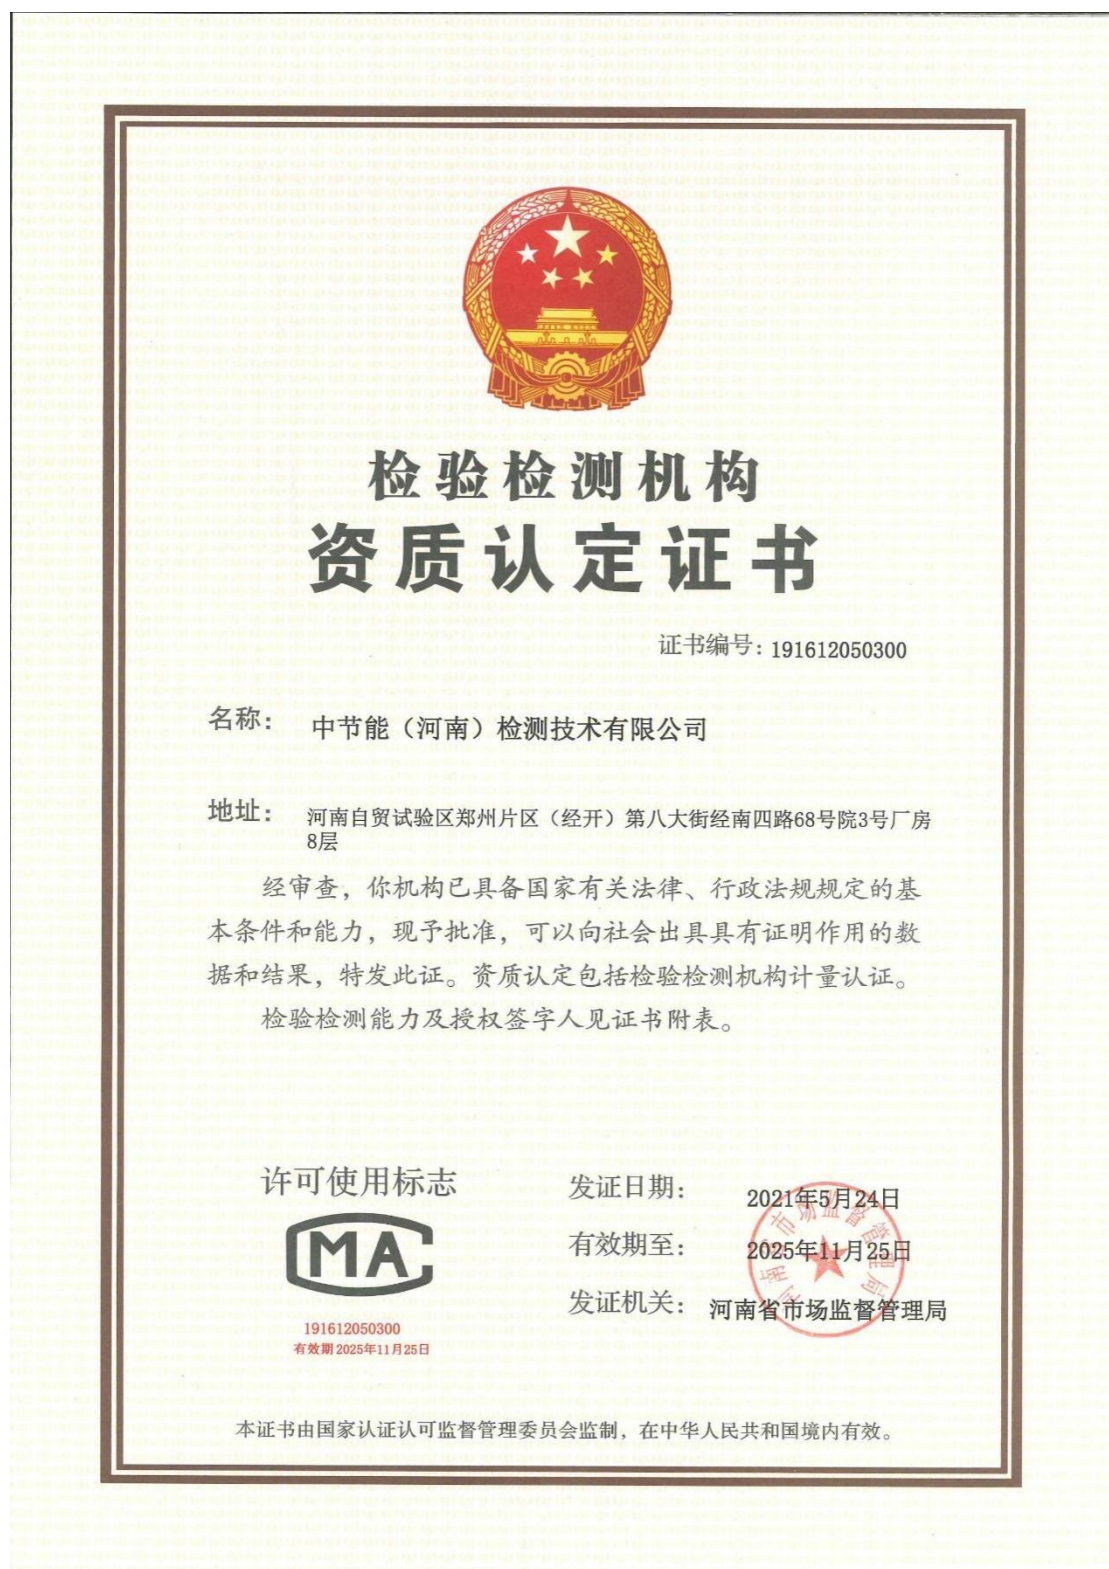 检验检测机构
资质认定证书
证书编号：191612050300
名称： 中节能（河南）检测技术有限公司
地址： 河南自贸试验区郑州片区（经开）第八大街经南四路68号院3号厂房
8层
经审查，你机构已具备国家有关法律、行政法规规定的基
本条件和能力，现予批准，可以向社会出具具有证明作用的数
据和结果，特发此证。资质认定包括检验检测机构计量认证。
检验检测能力及授权签字人见证书附表。
许可使用标志
MA
191612050300
有效期2025年11月25日
发证日期： 2021年5月24日
有效期至： 2025年11月25日
发证机关： 河南省市场监督管理局
河南省市场监督管理局
本证书由国家认证认可监督管理委员会监制，在中华人民共和国境内有效。